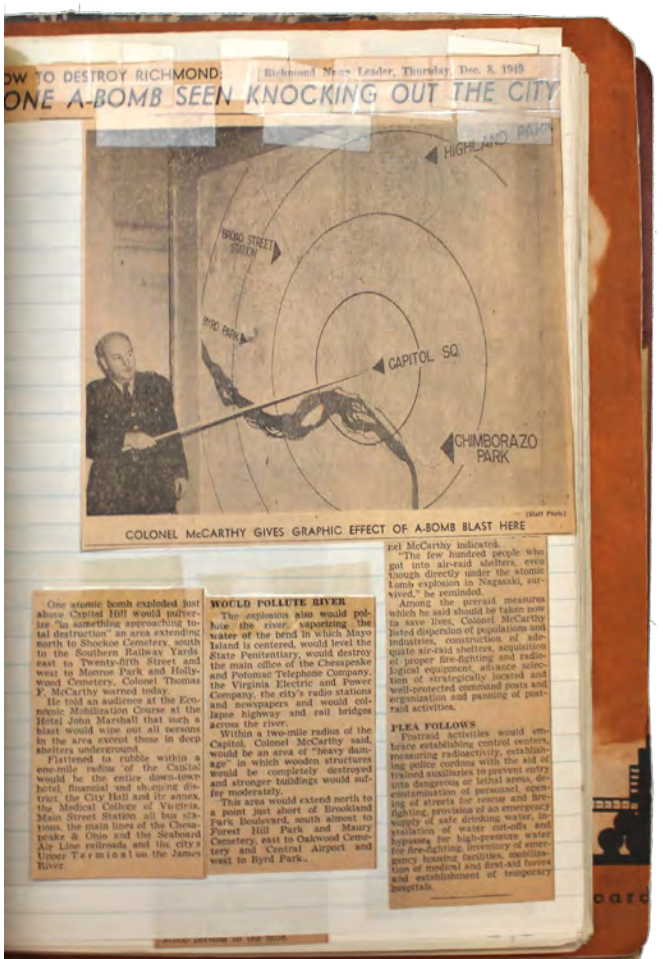 OW TO DESTROY RICHMOND:
Richmond News Leader, Thursday, Dec. 8, 1949
ONE A-BOMB SEEN KNOCKING OUT THE CITY
HIGHLAND PARK
BROAD STREET
STATION
BYRD PARK
CAPITOL SQ.
CHIMBORAZO
PARK
(Staff Photo)
COLONEL McCARTHY GIVES GRAPHIC EFFECT OF A-BOMB BLAST HERE
One atomic bomb exploded just
above Capitol Hill would pulver-
ize "in something approaching to-
tal destruction" an area extending
north to Shockoe Cemetery, south
to the Southern Railway Yards
east to Twenty-fifth Street and
west to Monroe Park and Holly-
wood Cemetery, Colonel Thomas
F. McCarthy warned today.
He told an audience at the Eco-
nomic Mobilization Course at the
Hotel John Marshall that such a
blast would wipe out all persons
in the area except those in deep
shelters underground.
Flattened to rubble within a
one-mile radius of the Capitol
would be the entire down-town
hotel, financial and shopping dis-
trict, the City Hall and its annex,
the Medical College of Virginia,
Main Street Station, all bus sta-
tions, the main lines of the Chesa-
peake & Ohio and the Seaboard
Air Line railroads and the city's
Upper Terminal on the James
River.
WOULD POLLUTE RIVER
The explosion also would pol-
lute the river, vaporizing the
water of the bend in which Mayo
Island is centered, would level the
State Penitentiary, would destroy
the main office of the Chesapeake
and Potomac Telephone Company,
the Virginia Electric and Power
Company, the city's radio stations
and newspapers and would col-
lapse highway and rail bridges
across the river.
Within a two-mile radius of the
Capitol, Colonel McCarthy said,
would be an area of "heavy dam-
age" in which wooden structures
would be completely destroyed
and stronger buildings would suf-
fer moderately.
This area would extend north to
a point just short of Brookland
Park Boulevard, south almost to
Forest Hill Park and Maury
Cemetery, east to Oakwood Ceme-
tery and Central Airport and
west to Byrd Park.
nel McCarthy indicated.
"The few hundred people who
got into air-raid shelters, even
though directly under the atomic
bomb explosion in Nagasaki, sur-
vived," he reminded.
Among the preraid measures
which he said should be taken now
to save lives, Colonel McCarthy
listed dispersion of populations and
industries, construction of ade-
quate air-raid shelters, acquisition
of proper fire-fighting and radio-
logical equipment, advance selec-
tion of strategically located and
well-protected command posts and
organization and panning of post-
raid activities.
PLEA FOLLOWS
Postraid activities would em-
brace establishing control centers,
measuring radioactivity, establish-
ing police cordons with the aid of
trained auxiliaries to prevent entry
into dangerous or lethal areas, de-
contamination of personnel, open-
ing of streets for rescue and fire-
fighting, provision of an emergency
supply of safe drinking water, in-
stallation of water cut-offs and
bypasses for high-pressure water
for fire-fighting, inventory of emer-
gency housing facilities, mobiliza-
tion of medical and first-aid forces
and establishment of temporary
hospitals.